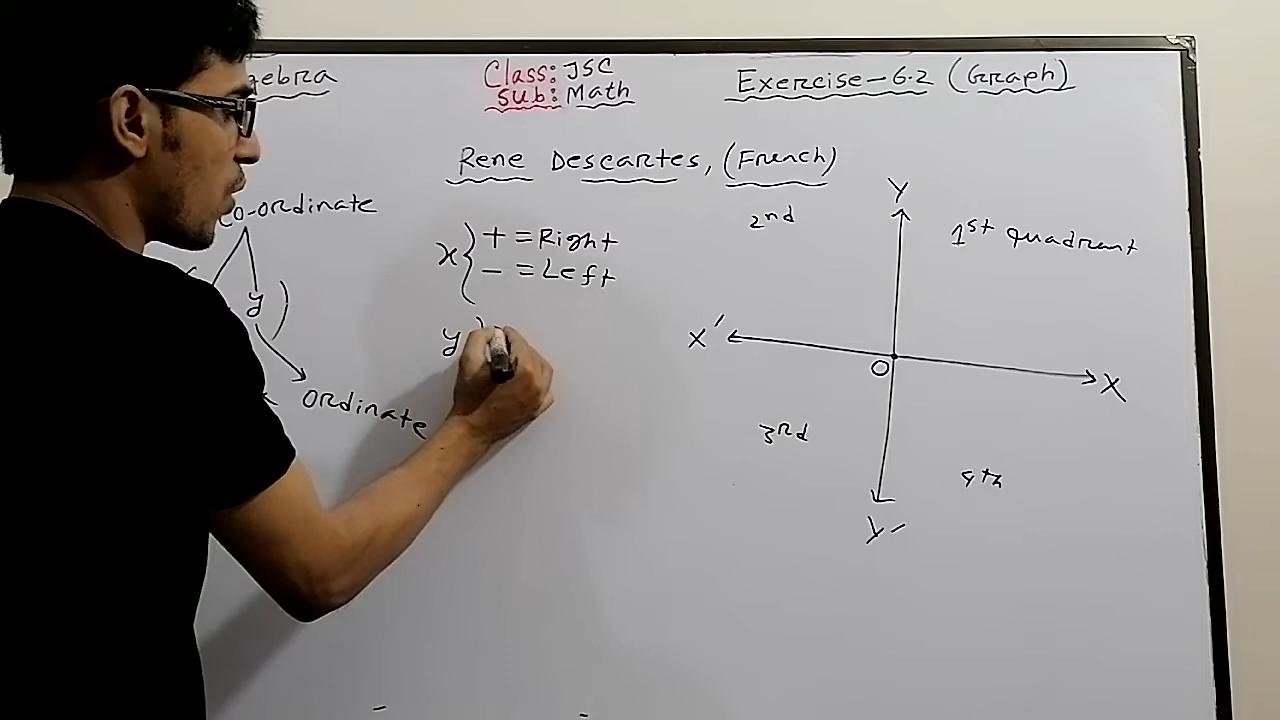 ebra
Class: JSC
Sub: Math
Exercise-6.2 (Graph)
Rene Descartes, (French)
Co-ordinate
y )
Ordinate
x { + = Right
- = Left
y {
Y
2nd
1st quadrant
X'
O
X
3rd
4th
Y'